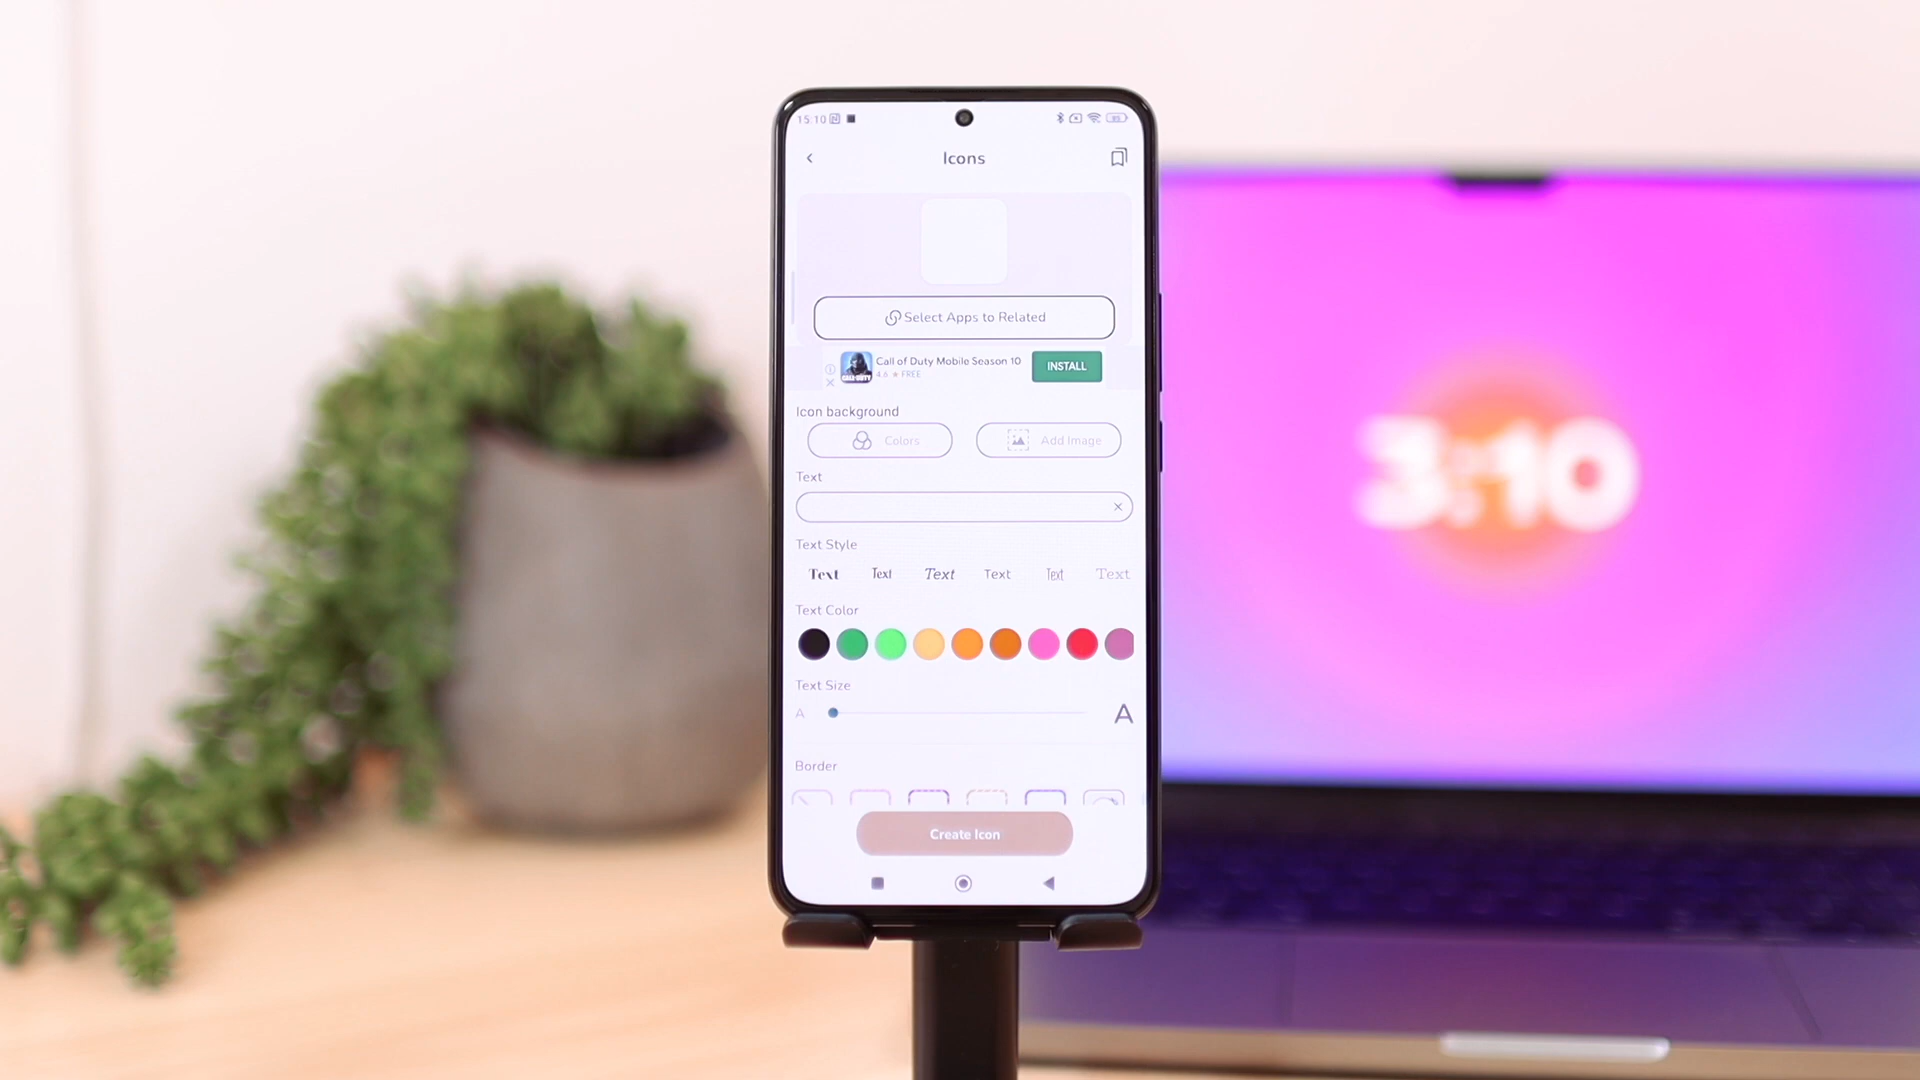 15:10
Icons
Select Apps to Related
Call of Duty Mobile Season 10
4.6 ★ FREE
INSTALL
Icon background
Colors
Add Image
Text
Text Style
Text Text Text Text Text Text
Text Color
Text Size
A A
Border
Create Icon
3:10